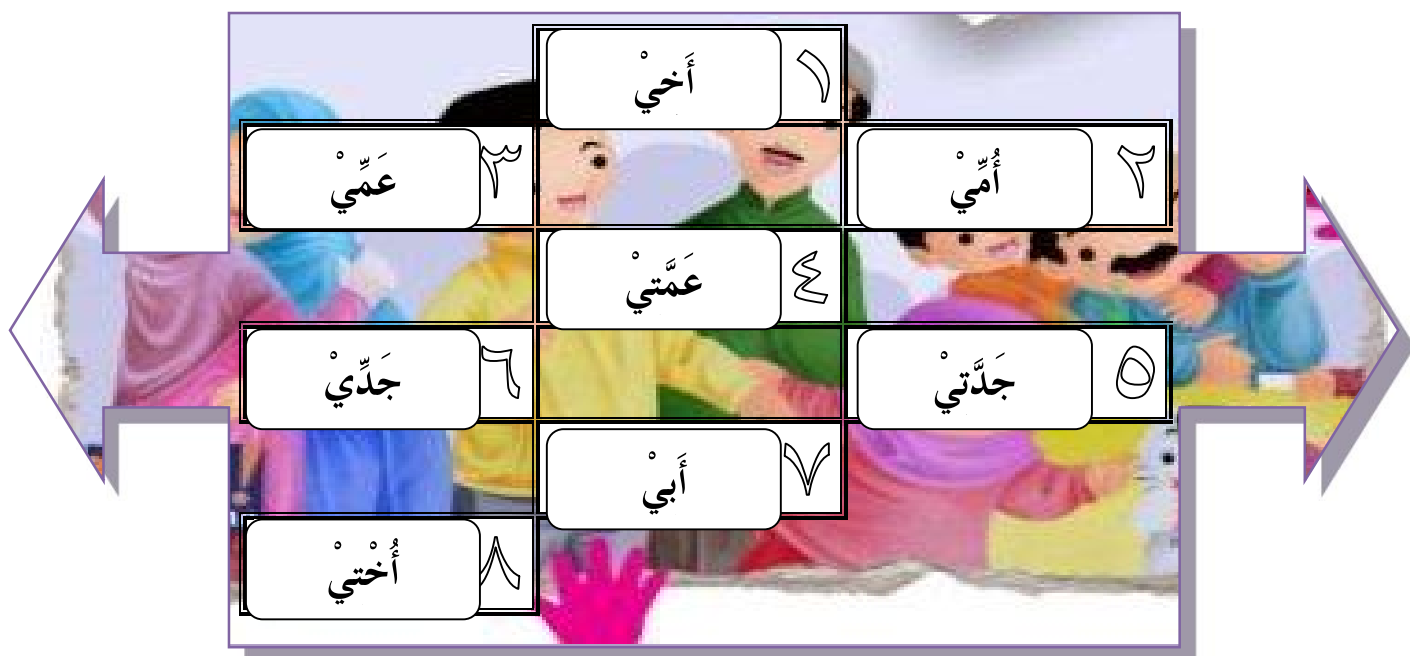 ١ أَخيْ
٢ أُمِّيْ
٣ عَمِّيْ
٤ عَمَّتيْ
٥ جَدَّتيْ
٦ جَدِّيْ
٧ أَبيْ
٨ أُخْتيْ